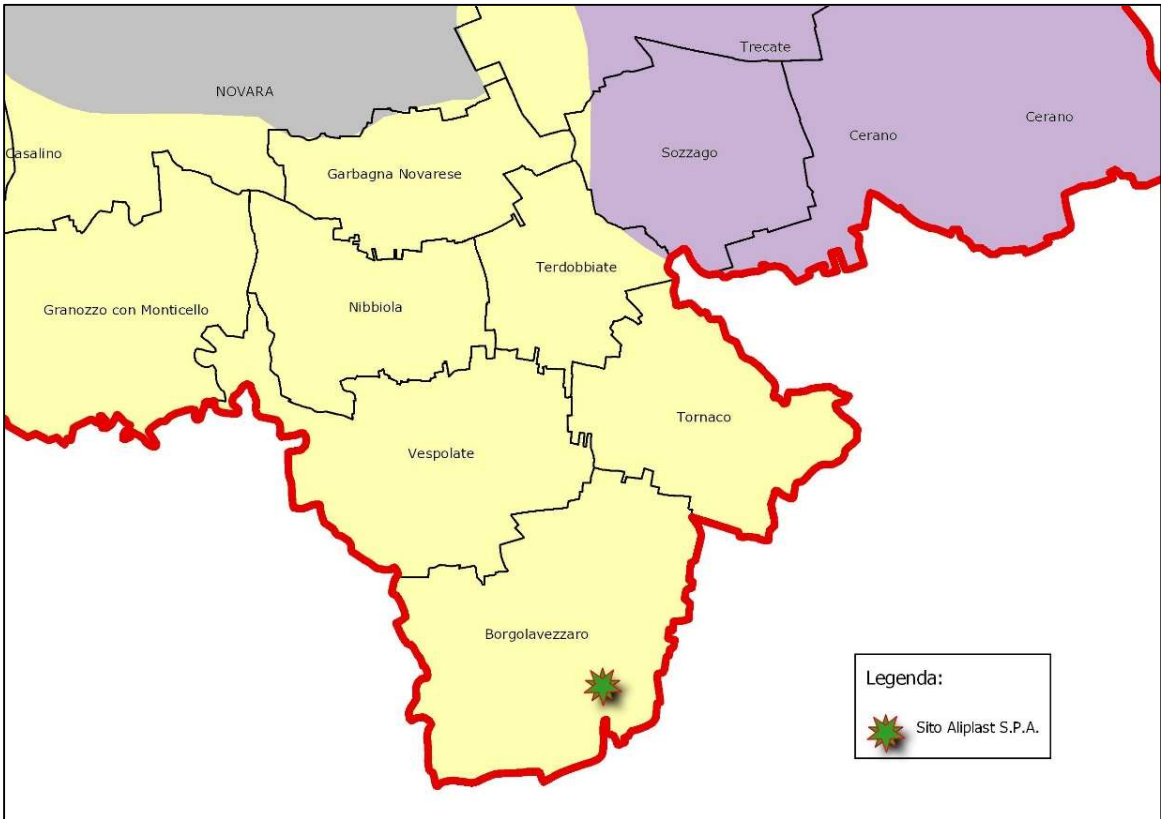 Trecate
NOVARA
Cerano
Cerano
Casalino
Sozzago
Garbagna Novarese
Terdobbiate
Granozzo con Monticello
Nibbiola
Tornaco
Vespolate
Borgolavezzaro
Legenda:
Sito Aliplast S.P.A.